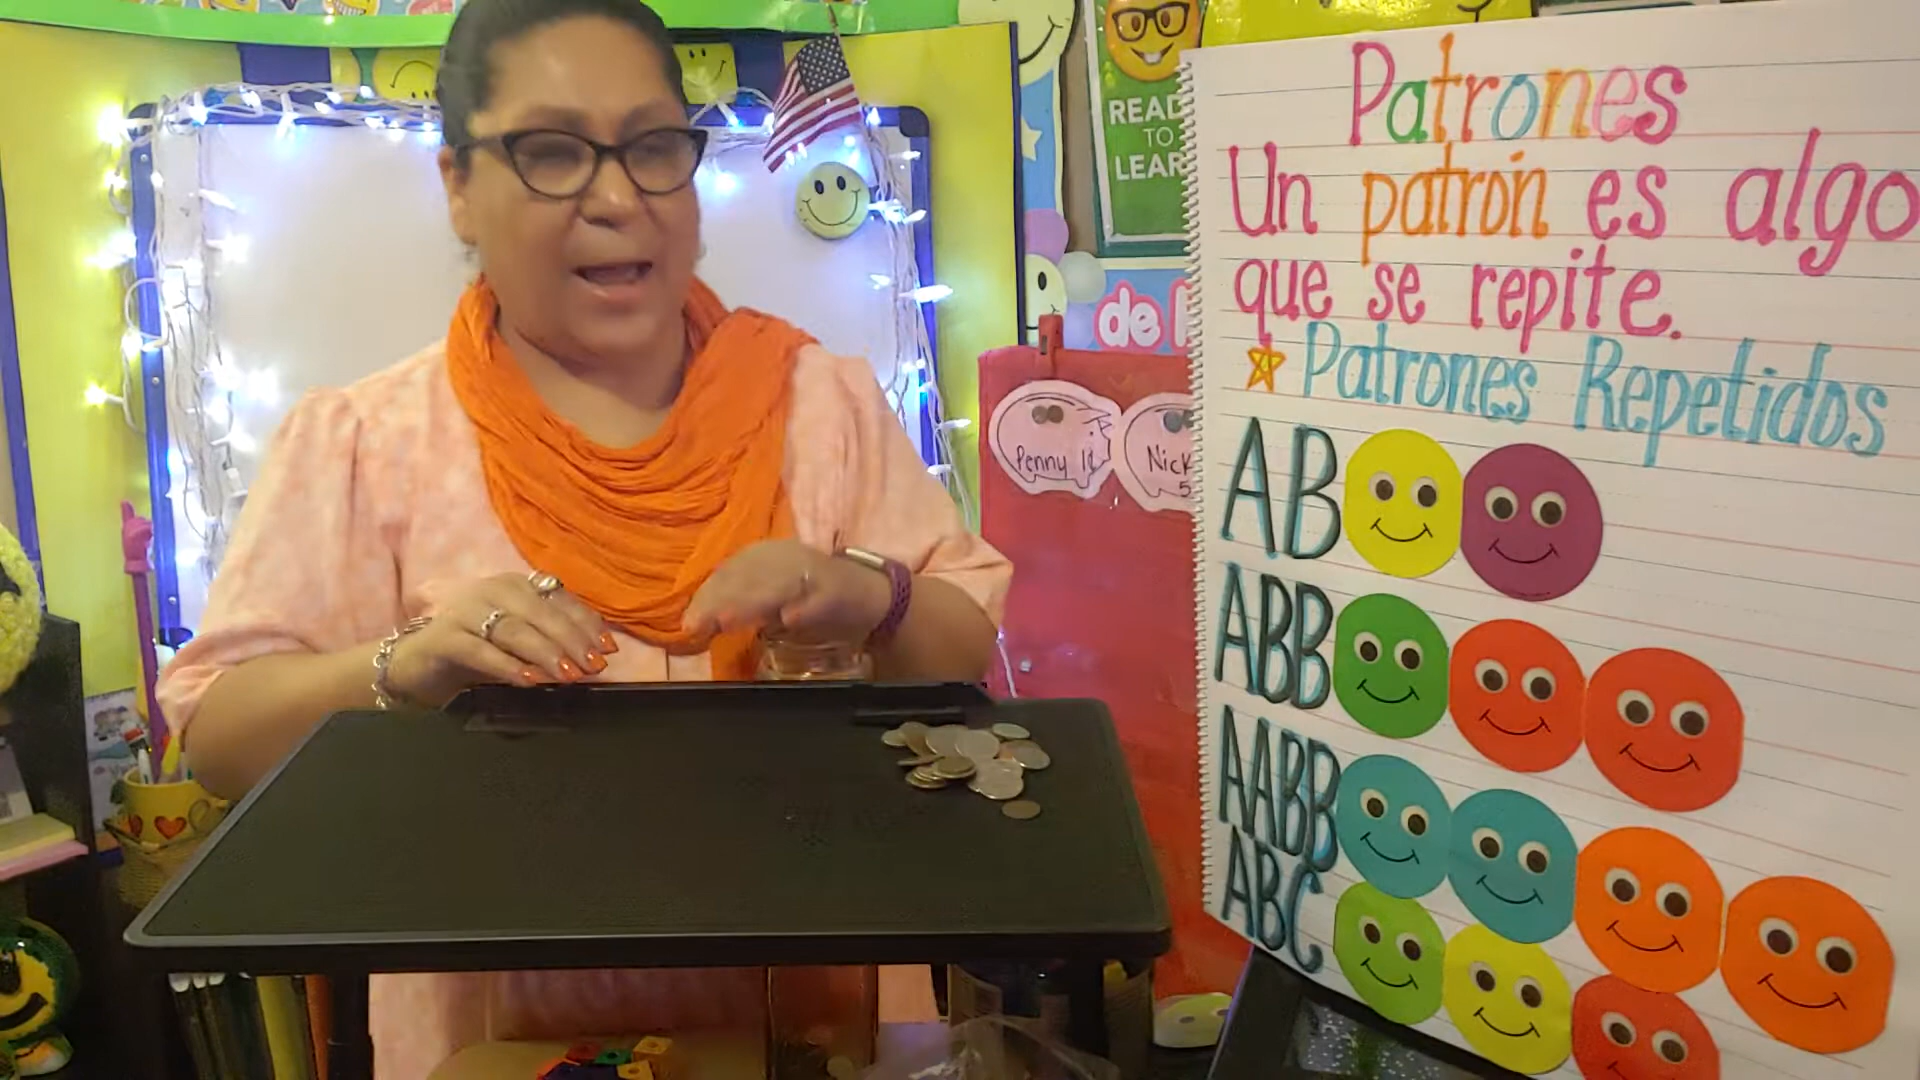 READ
TO
LEAR
de
Penny 1¢
Nick
5
Patrones
Un patrón es algo
que se repite.
Patrones Repetidos
AB
ABB
AABB
ABC